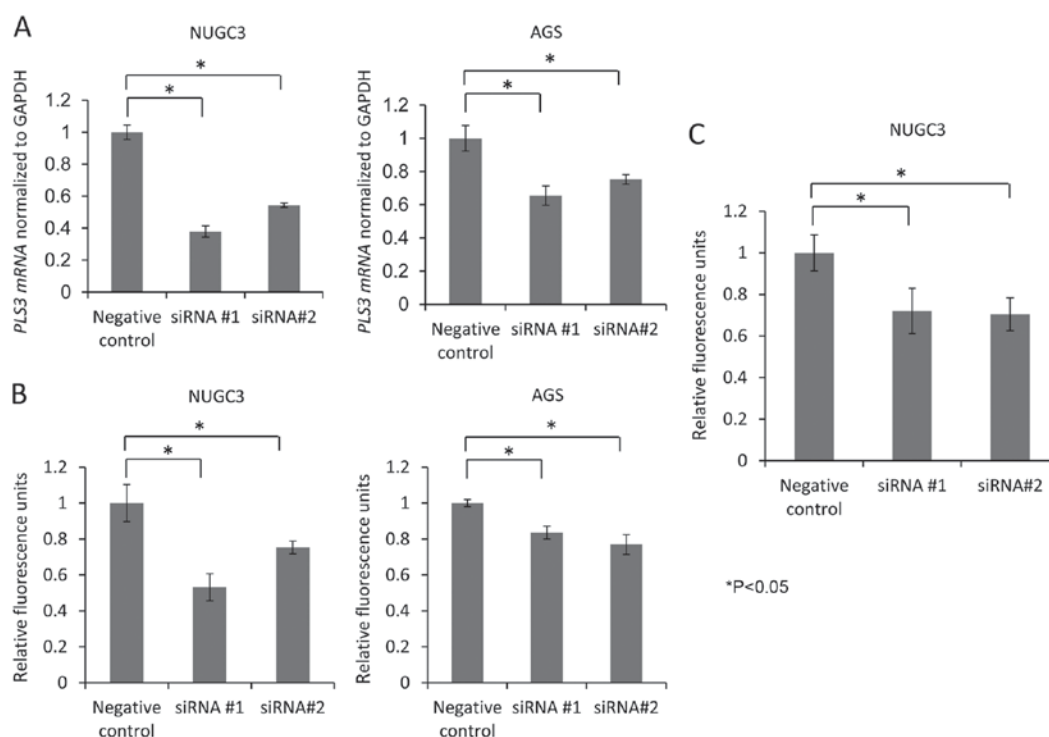 A
NUGC3
*
*
PLS3 mRNA normalized to GAPDH
1.2
1
0.8
0.6
0.4
0.2
0
Negative control
siRNA #1
siRNA#2
AGS
*
*
PLS3 mRNA normalized to GAPDH
1.2
1
0.8
0.6
0.4
0.2
0
Negative control
siRNA #1
siRNA#2
B
NUGC3
*
*
Relative fluorescence units
1.2
1
0.8
0.6
0.4
0.2
0
Negative control
siRNA #1
siRNA#2
AGS
*
*
Relative fluorescence units
1.2
1
0.8
0.6
0.4
0.2
0
Negative control
siRNA #1
siRNA#2
C
NUGC3
*
*
Relative fluorescence units
1.2
1
0.8
0.6
0.4
0.2
0
Negative control
siRNA #1
siRNA#2
*P<0.05